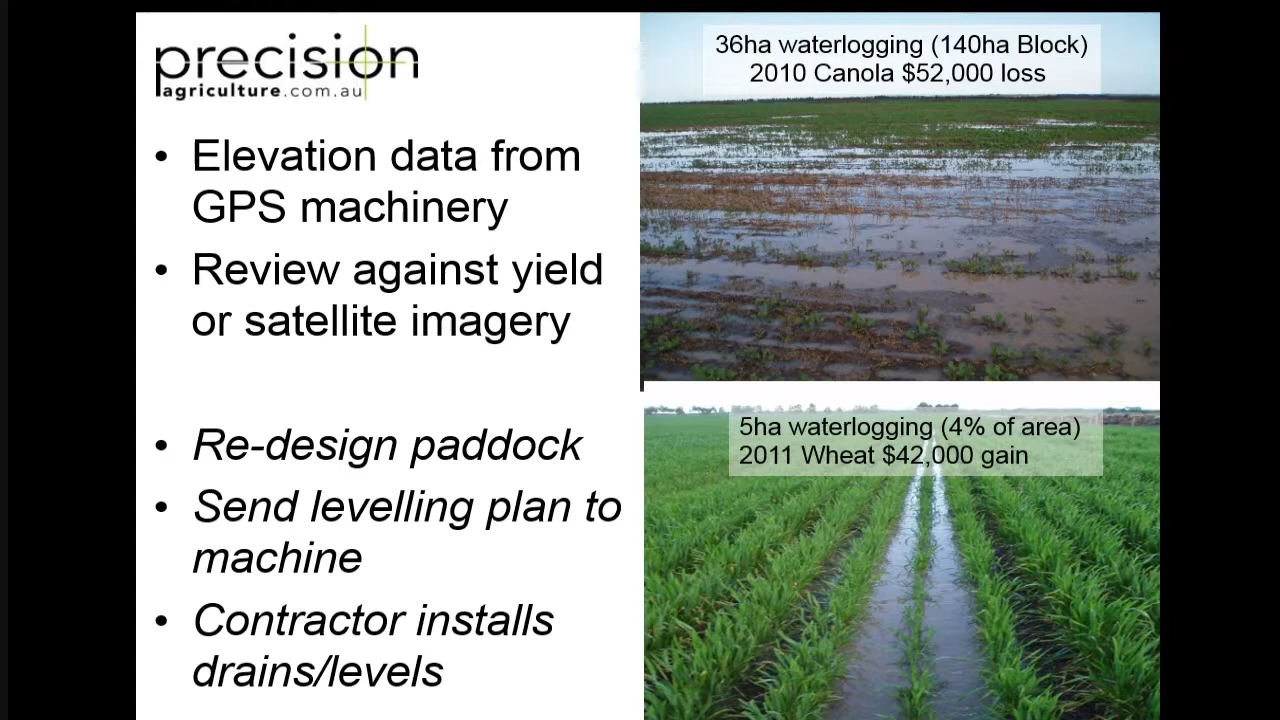 precision
agriculture.com.au
• Elevation data from
GPS machinery
• Review against yield
or satellite imagery
• Re-design paddock
• Send levelling plan to
machine
• Contractor installs
drains/levels
36ha waterlogging (140ha Block)
2010 Canola $52,000 loss
5ha waterlogging (4% of area)
2011 Wheat $42,000 gain